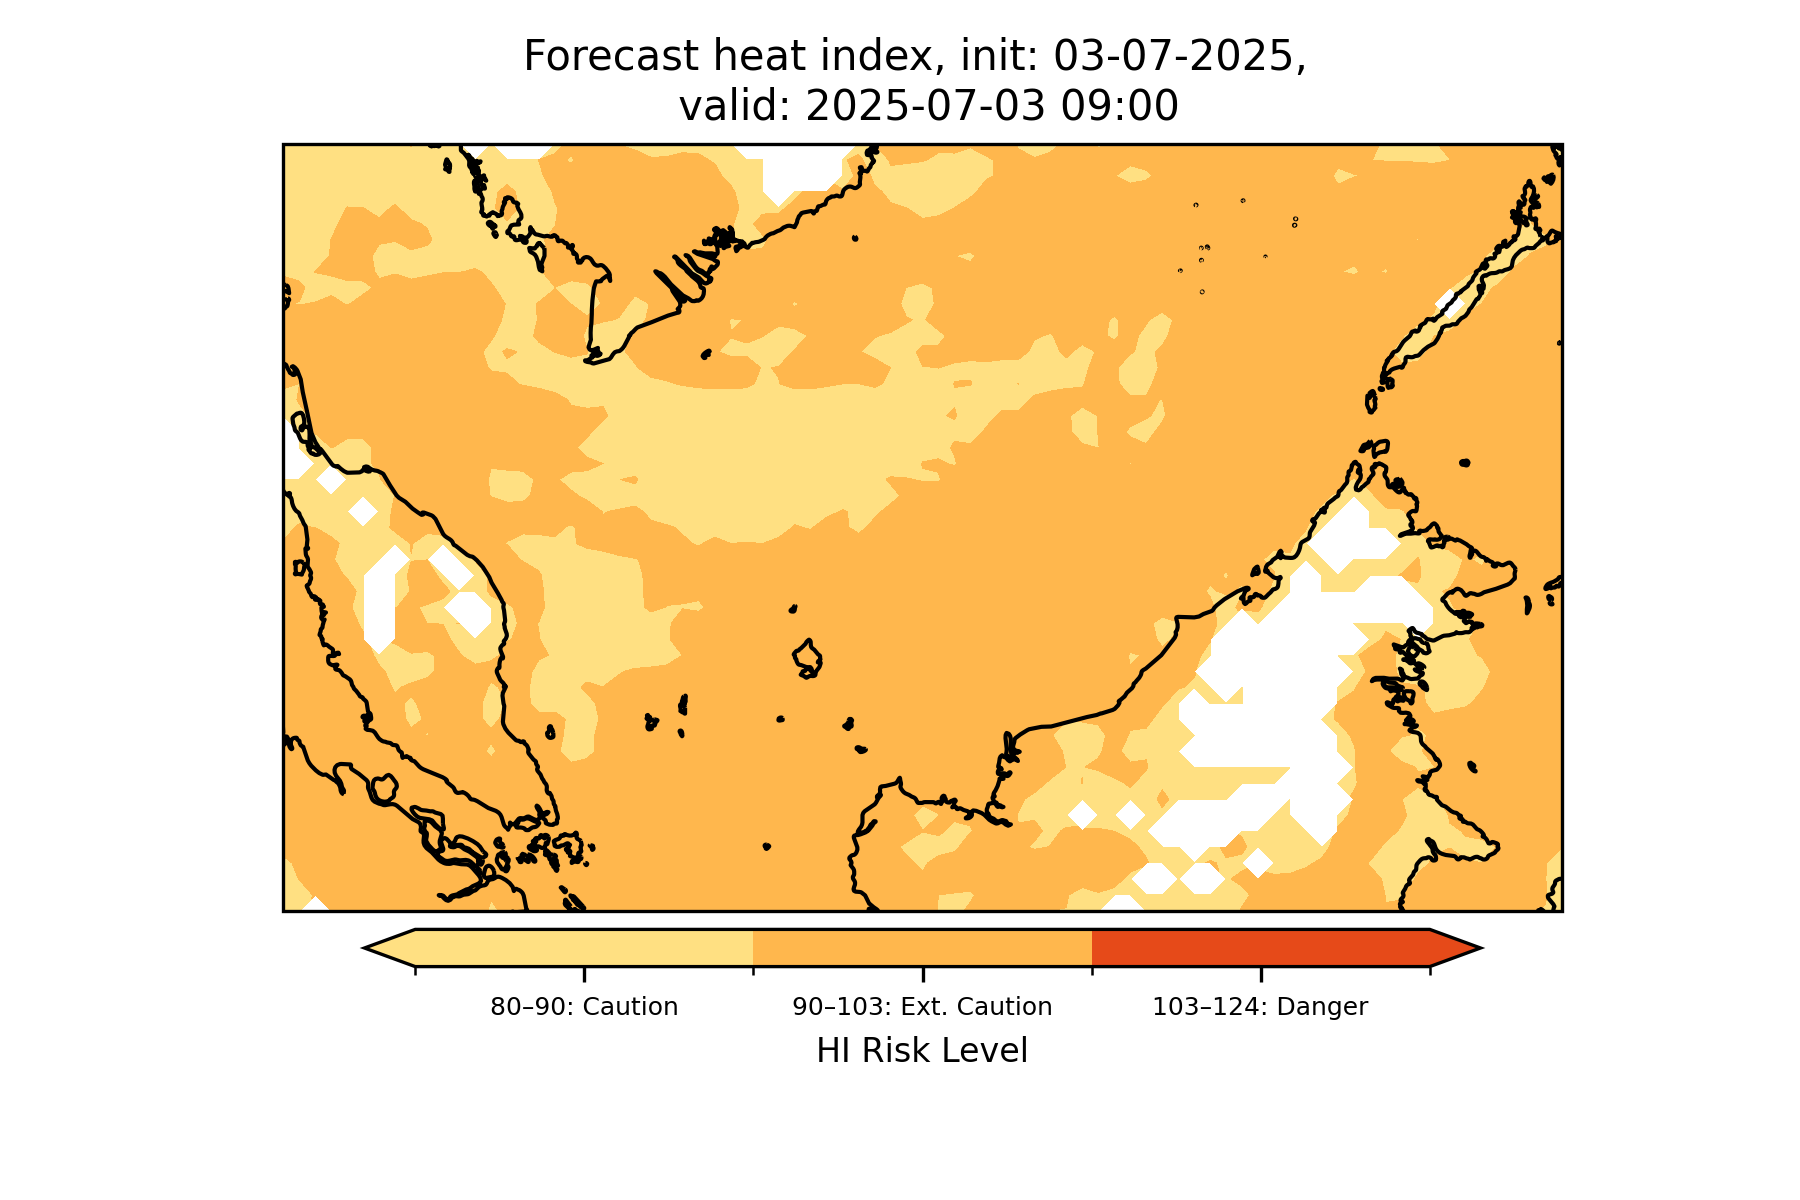 Forecast heat index, init: 03-07-2025,
valid: 2025-07-03 09:00
80–90: Caution
90–103: Ext. Caution
103–124: Danger
HI Risk Level